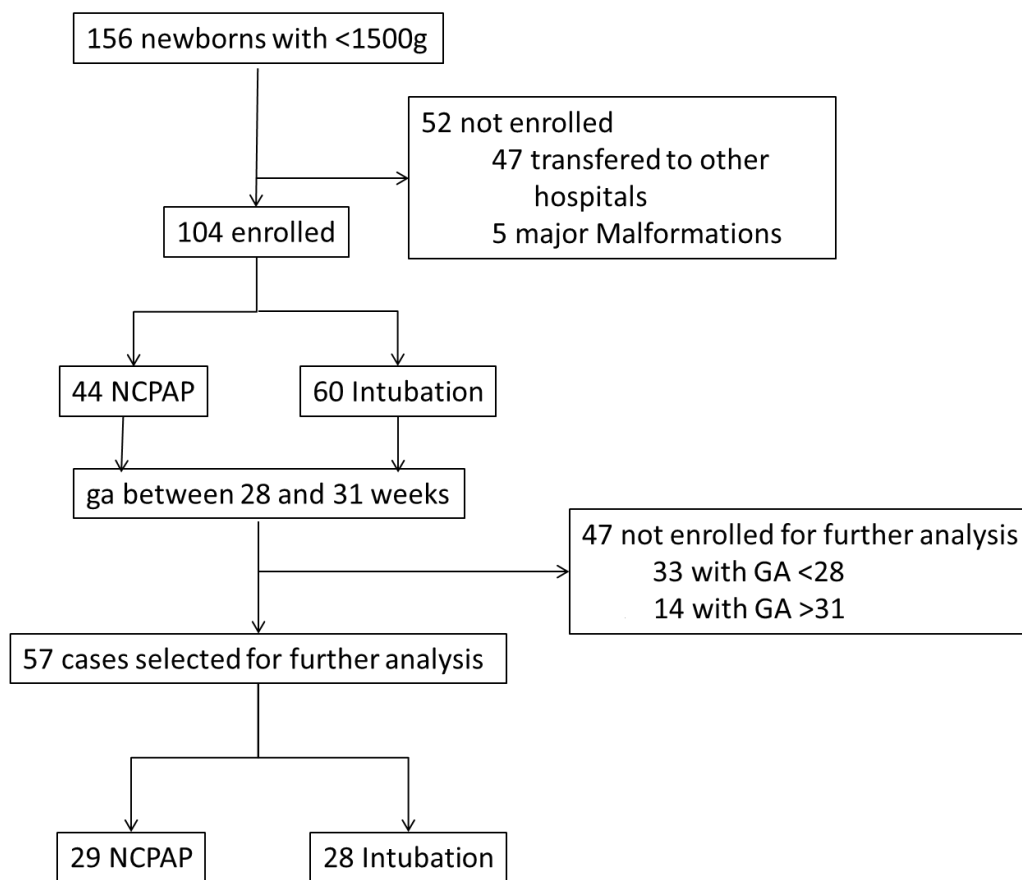 156 newborns with <1500g
52 not enrolled
47 transfered to other
hospitals
5 major Malformations
104 enrolled
44 NCPAP
60 Intubation
ga between 28 and 31 weeks
47 not enrolled for further analysis
33 with GA <28
14 with GA >31
57 cases selected for further analysis
29 NCPAP
28 Intubation